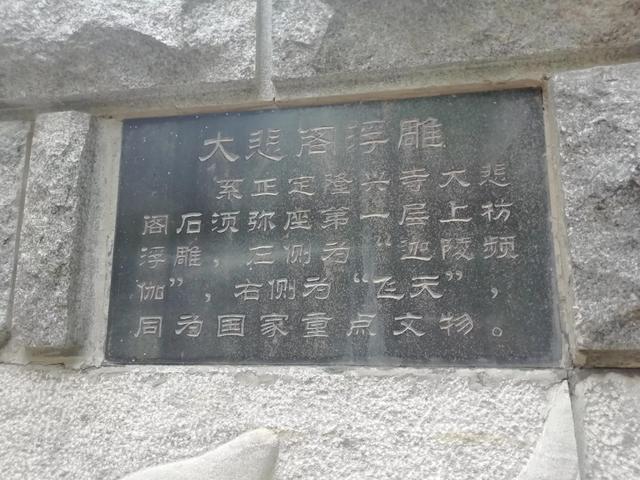 大悲阁浮雕
系正定隆兴寺大悲
阁石须弥座第一层上枋
浮雕，左侧为“迦陵频
伽”，右侧为“飞天”，
同为国家重点文物。